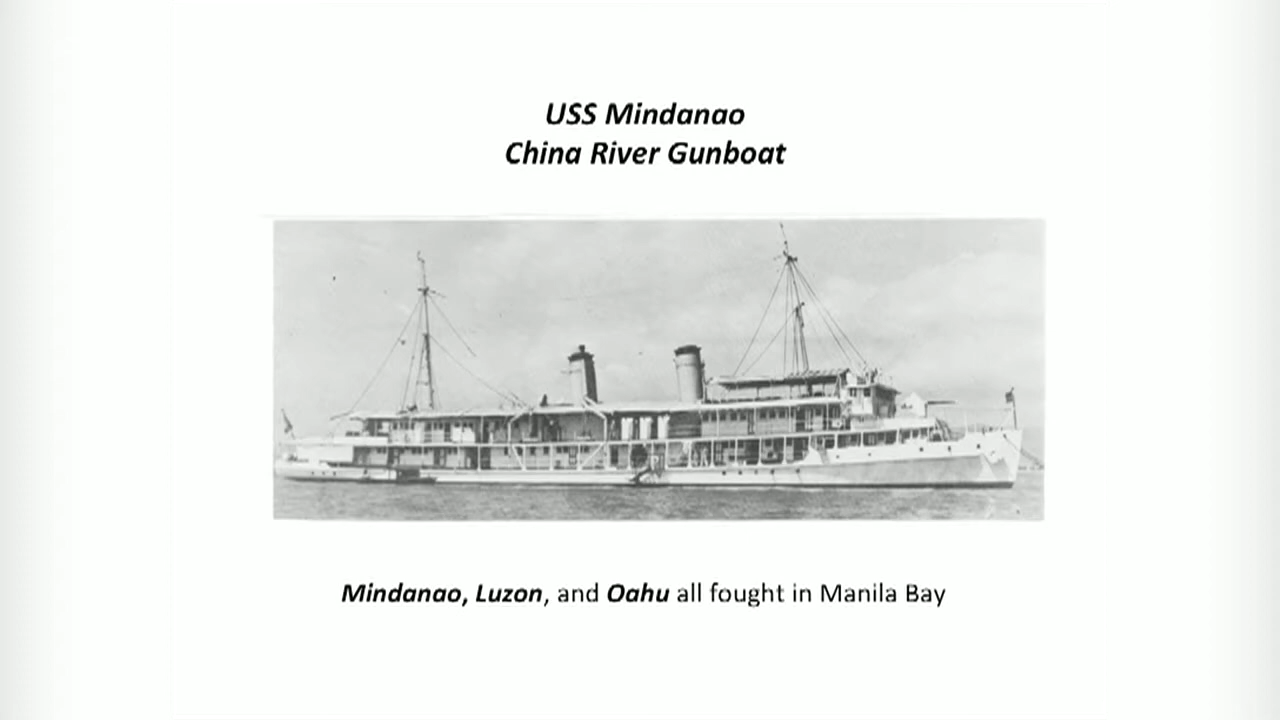 USS Mindanao
China River Gunboat
Mindanao, Luzon, and Oahu all fought in Manila Bay